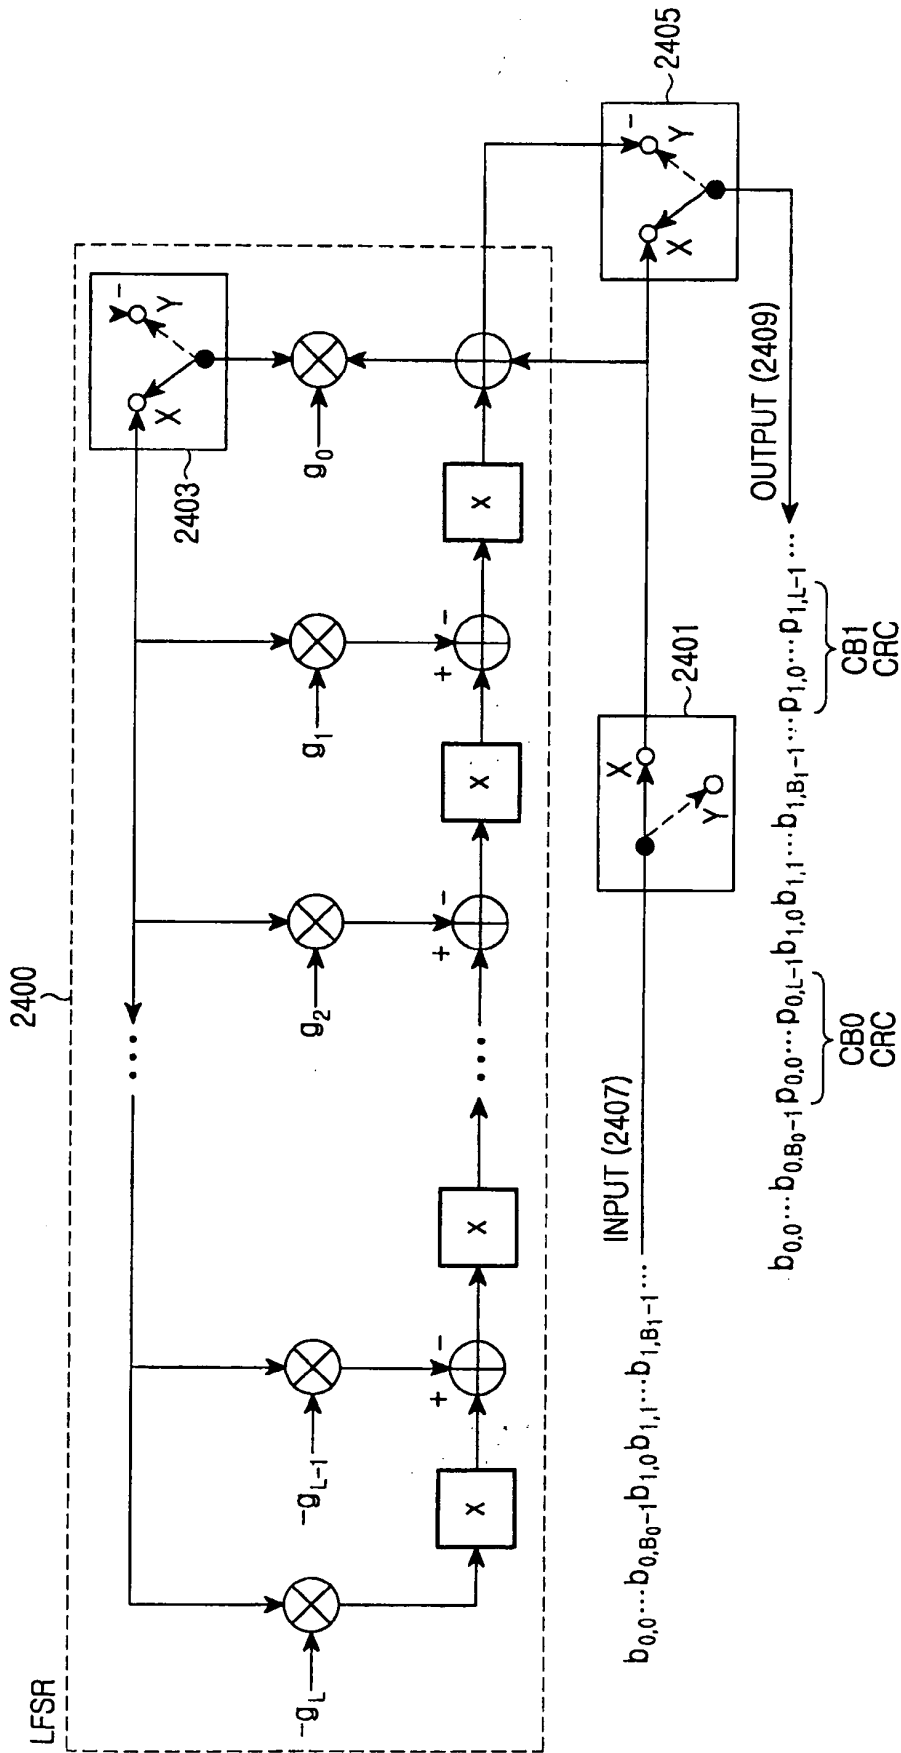 LFSR
2400
X
Y
-
2403
-g_L
-g_{L-1}
g_2
g_1
g_0
+
-
+
-
+
-
x
x
x
x
2405
-
X
Y
2401
X
Y
INPUT (2407)
b_{0,0}...b_{0,B_0-1}b_{1,0}b_{1,1}...b_{1,B_1-1}...
OUTPUT (2409)
b_{0,0}...b_{0,B_0-1}p_{0,0}...p_{0,L-1}b_{1,0}b_{1,1}...b_{1,B_1-1}...p_{1,0}...p_{1,L-1}...
CB0
CRC
CB1
CRC